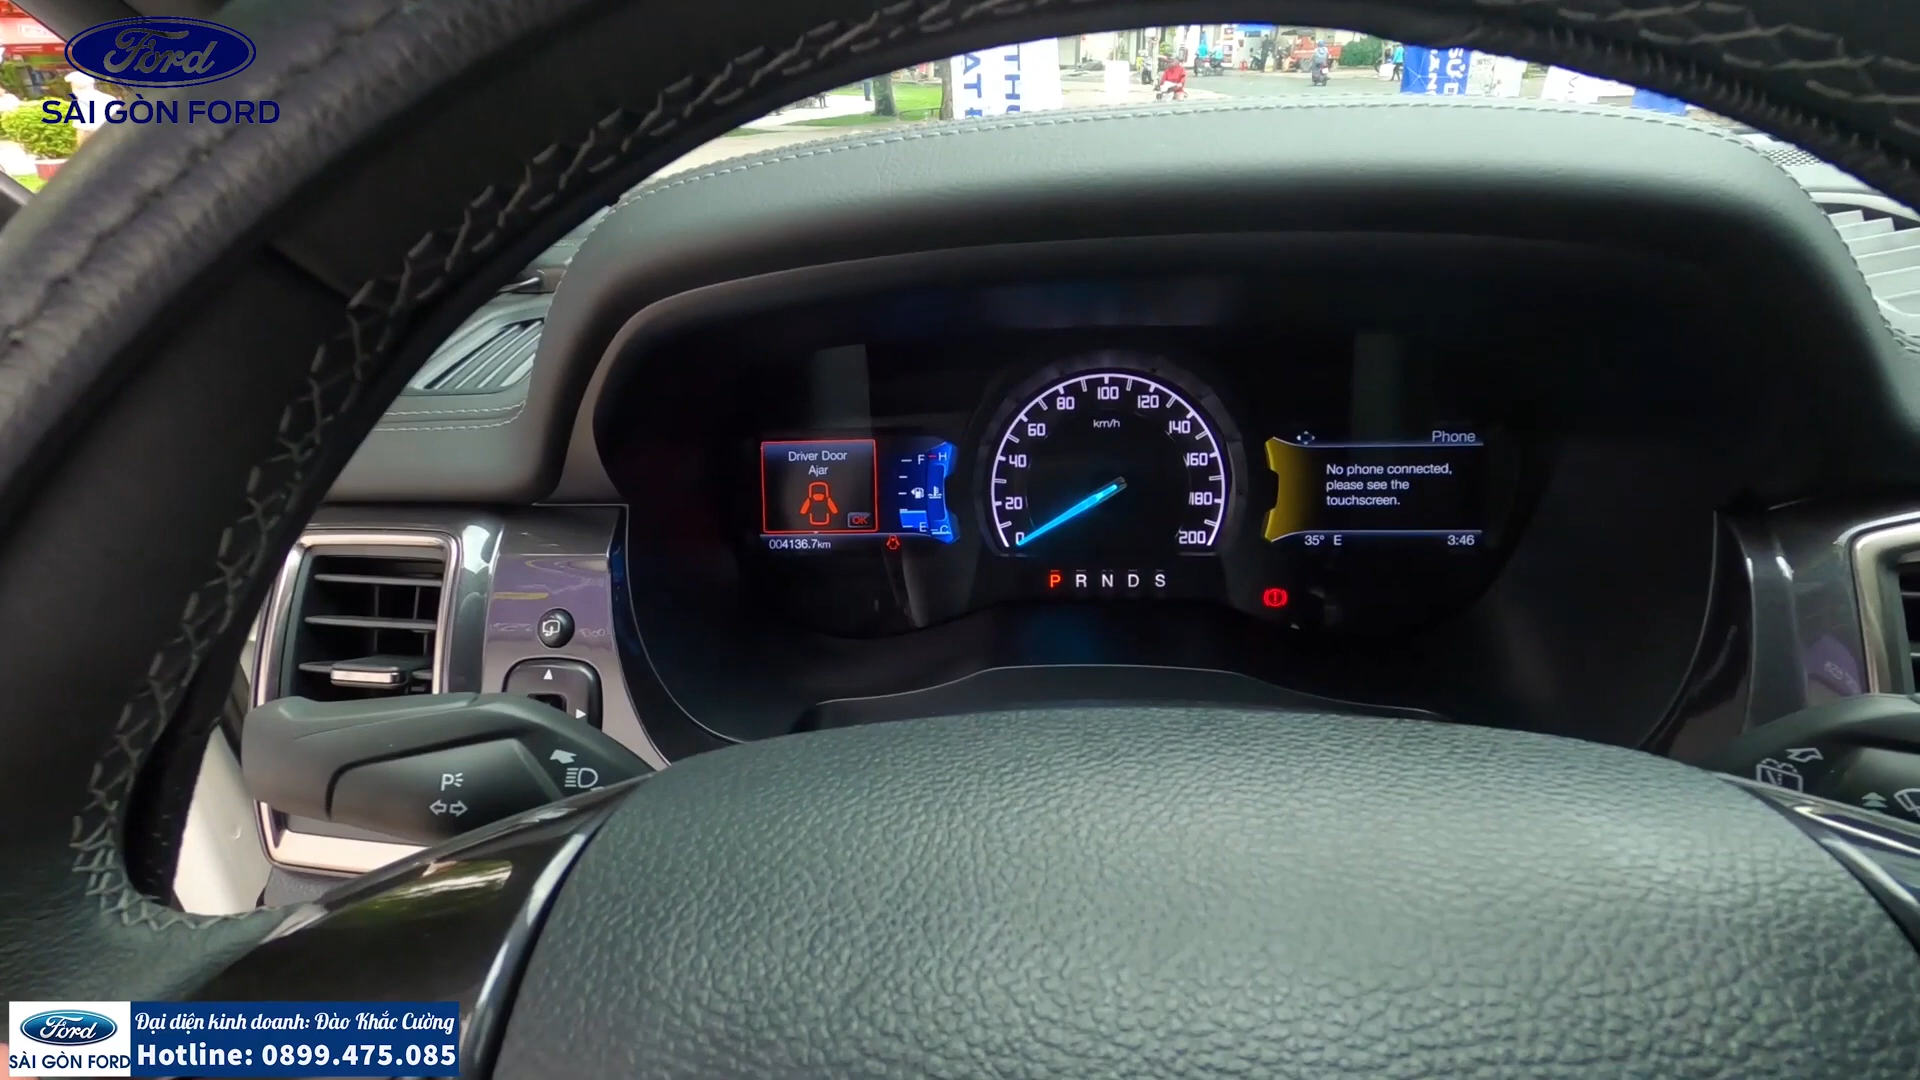 Ford
SÀI GÒN FORD
Driver Door
Ajar
OK
004136.7km
F
H
E
C
0
20
40
60
80
100
120
140
160
180
200
km/h
P R N D S
Phone
No phone connected,
please see the
touchscreen.
35° E
3:46
P
Ford
SÀI GÒN FORD
Đại diện kinh doanh: Đào Khắc Cường
Hotline: 0899.475.085